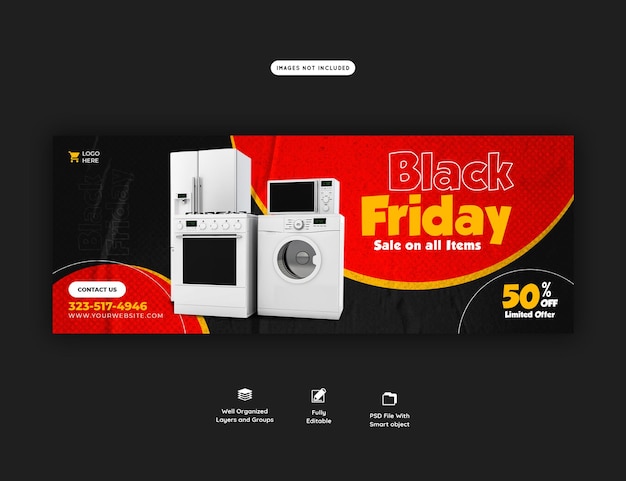 IMAGES NOT INCLUDED
LOGO
HERE
Black
Friday
Black
Friday
Sale on all Items
CONTACT US
323-517-4946
WWW.YOURWEBSITE.COM
50% OFF
Limited Offer
Well Organized
Layers and Groups
Fully
Editable
PSD File With
Smart object